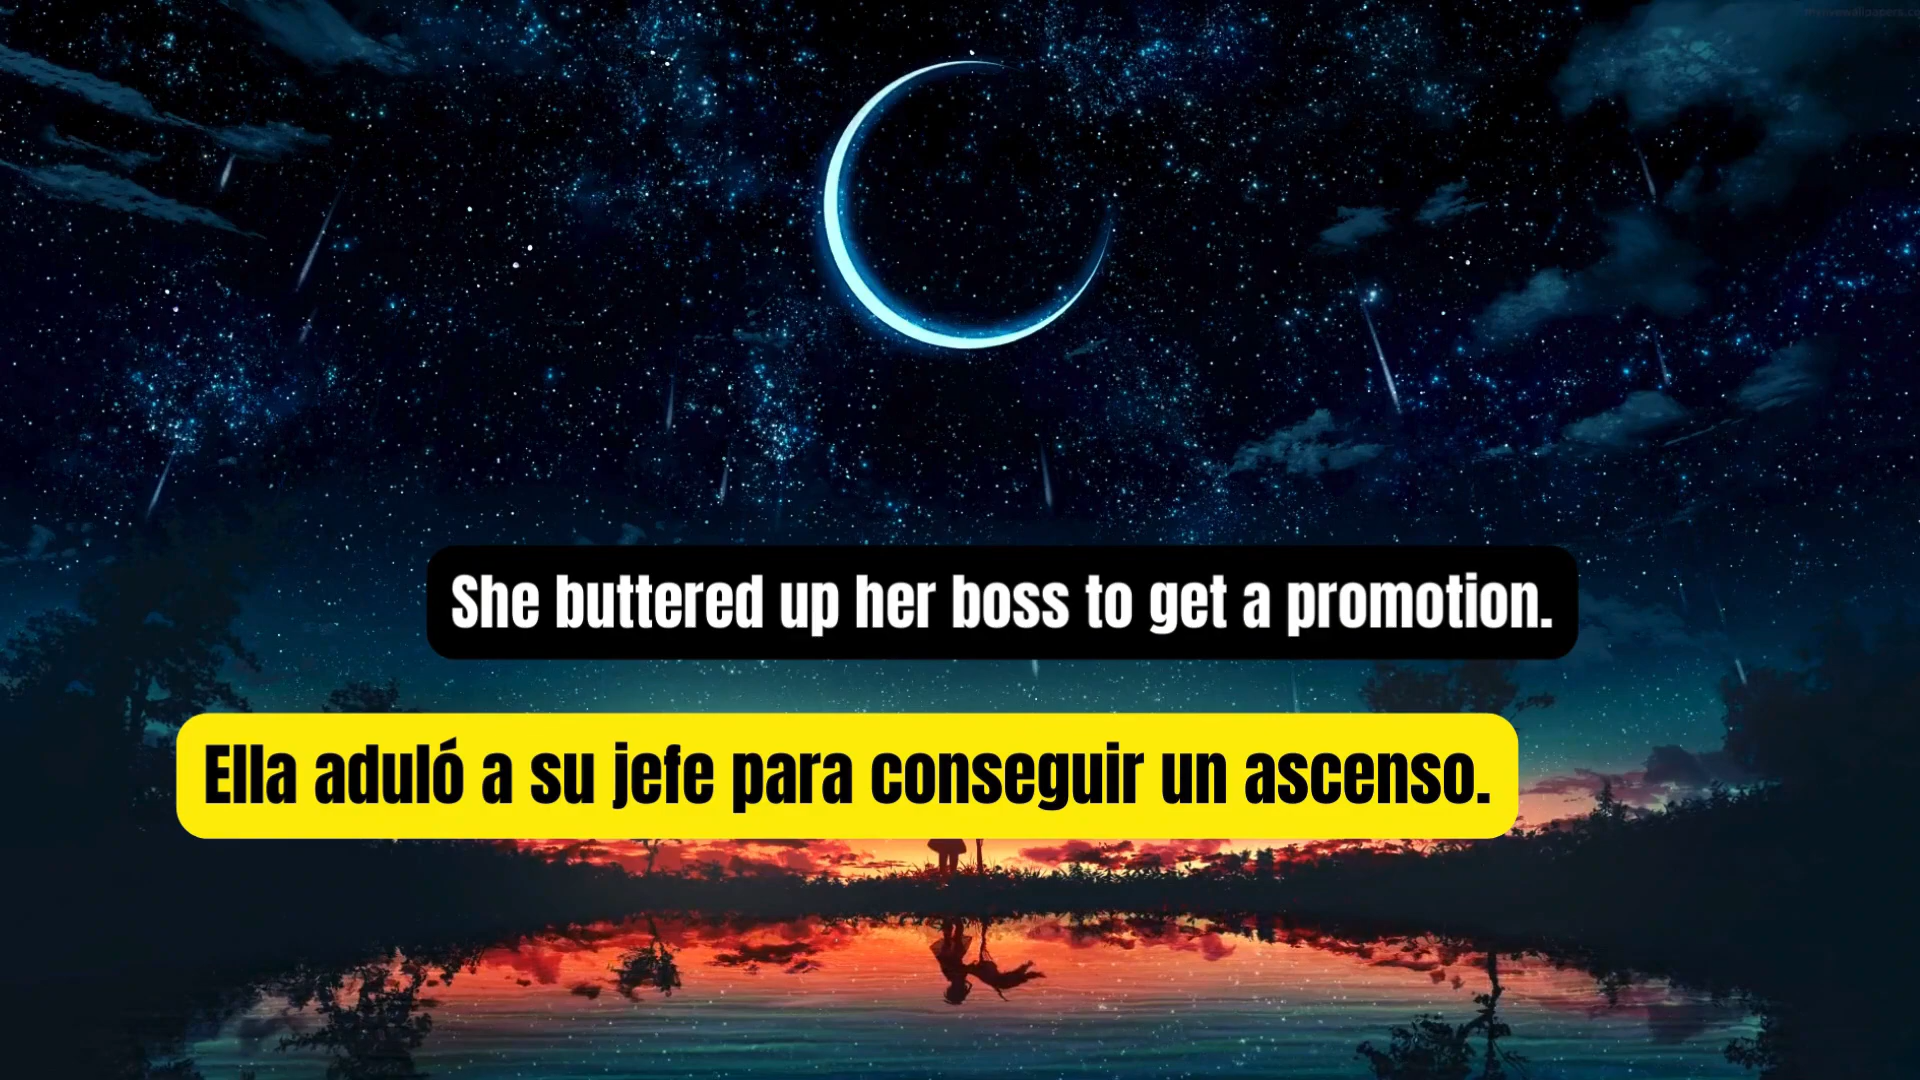 She buttered up her boss to get a promotion.
Ella aduló a su jefe para conseguir un ascenso.